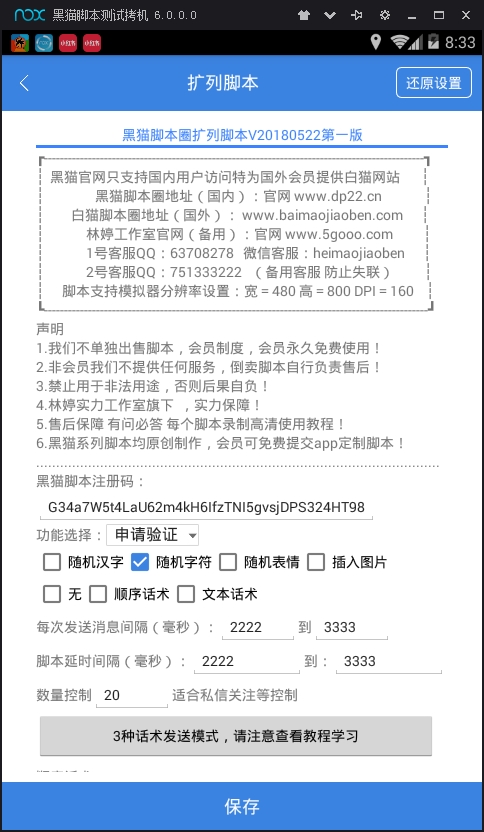 nox 黑猫脚本测试拷机 6.0.0.0
8:33
扩列脚本
还原设置
黑猫脚本圈扩列脚本V20180522第一版
黑猫官网只支持国内用户访问特为国外会员提供白猫网站
黑猫脚本圈地址（国内）：官网 www.dp22.cn
白猫脚本圈地址（国外）：www.baimaojiaoben.com
林婷工作室官网（备用）：官网 www.5gooo.com
1号客服QQ：63708278 微信客服：heimaojiaoben
2号客服QQ：751333222 （备用客服 防止失联）
脚本支持模拟器分辨率设置：宽 = 480 高 = 800 DPI = 160
声明
1.我们不单独出售脚本，会员制度，会员永久免费使用！
2.非会员我们不提供任何服务，倒卖脚本自行负责售后！
3.禁止用于非法用途，否则后果自负！
4.林婷实力工作室旗下 ，实力保障！
5.售后保障 有问必答 每个脚本录制高清使用教程！
6.黑猫系列脚本均原创制作，会员可免费提交app定制脚本！
黑猫脚本注册码：
G34a7W5t4LaU62m4kH6IfzTNI5gvsjDPS324HT98
功能选择： 申请验证
随机汉字 随机字符 随机表情 插入图片
无 顺序话术 文本话术
每次发送消息间隔（毫秒）： 2222 到 3333
脚本延时间隔（毫秒）： 2222 到： 3333
数量控制 20 适合私信关注等控制
3种话术发送模式，请注意查看教程学习
保存